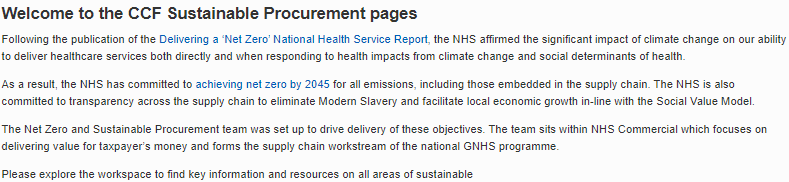 Welcome to the CCF Sustainable Procurement pages
Following the publication of the Delivering a ‘Net Zero’ National Health Service Report, the NHS affirmed the significant impact of climate change on our ability
to deliver healthcare services both directly and when responding to health impacts from climate change and social determinants of health.
As a result, the NHS has committed to achieving net zero by 2045 for all emissions, including those embedded in the supply chain. The NHS is also
committed to transparency across the supply chain to eliminate Modern Slavery and facilitate local economic growth in-line with the Social Value Model.
The Net Zero and Sustainable Procurement team was set up to drive delivery of these objectives. The team sits within NHS Commercial which focuses on
delivering value for taxpayer’s money and forms the supply chain workstream of the national GNHS programme.
Please explore the workspace to find key information and resources on all areas of sustainable